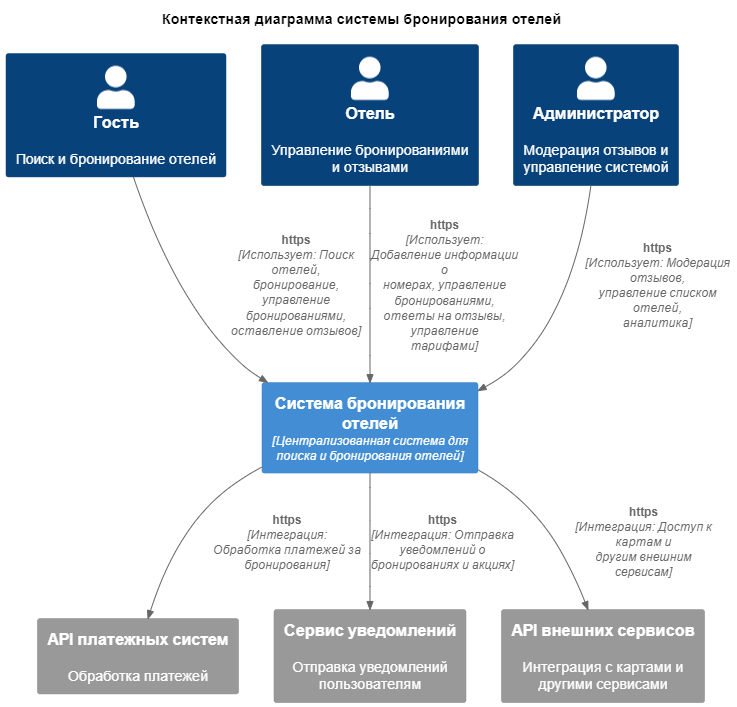 Контекстная диаграмма системы бронирования отелей
Гость
Поиск и бронирование отелей
Отель
Управление бронированиями
и отзывами
Администратор
Модерация отзывов и
управление системой
https
[Использует: Поиск
отелей,
бронирование,
управление
бронированиями,
оставление отзывов]
https
[Использует:
Добавление информации
о
номерах, управление
бронированиями,
ответы на отзывы,
управление
тарифами]
https
[Использует: Модерация
отзывов,
управление списком
отелей,
аналитика]
Система бронирования
отелей
[Централизованная система для
поиска и бронирования отелей]
https
[Интеграция:
Обработка платежей за
бронирования]
https
[Интеграция: Отправка
уведомлений о
бронированиях и акциях]
https
[Интеграция: Доступ к
картам и
другим внешним
сервисам]
API платежных систем
Обработка платежей
Сервис уведомлений
Отправка уведомлений
пользователям
API внешних сервисов
Интеграция с картами и
другими сервисами